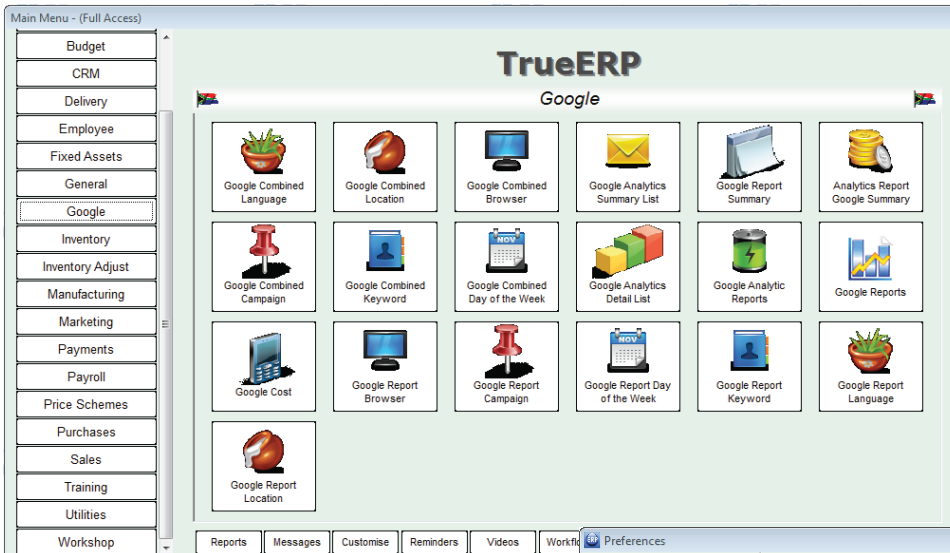 Main Menu - (Full Access)
Budget
CRM
Delivery
Employee
Fixed Assets
General
Google
Inventory
Inventory Adjust
Manufacturing
Marketing
Payments
Payroll
Price Schemes
Purchases
Sales
Training
Utilities
Workshop
TrueERP
Google
Google Combined
Language
Google Combined
Location
Google Combined
Browser
Google Analytics
Summary List
Google Report
Summary
Analytics Report
Google Summary
Google Combined
Campaign
Google Combined
Keyword
NOV
Google Combined
Day of the Week
Google Analytics
Detail List
Google Analytic
Reports
Google Reports
Google Cost
Google Report
Browser
Google Report
Campaign
NOV
Google Report Day
of the Week
Google Report
Keyword
Google Report
Language
Google Report
Location
Reports
Messages
Customise
Reminders
Videos
Workflo
ERP
Preferences